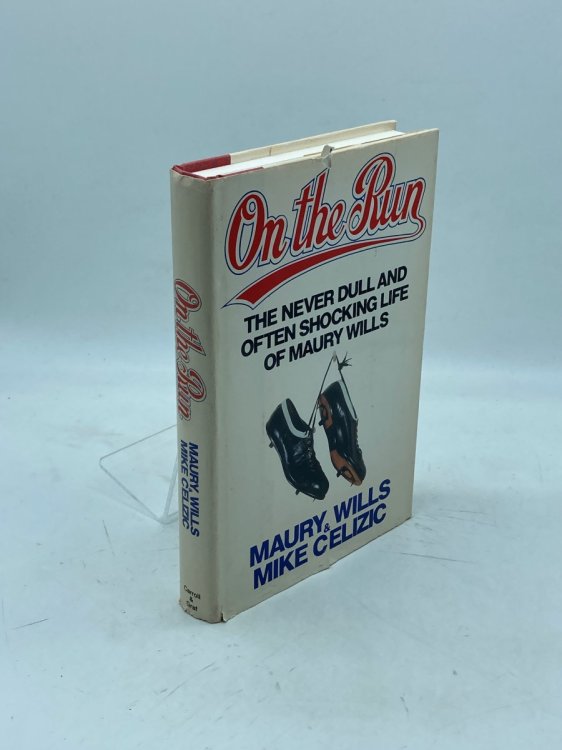 On the Run
THE NEVER DULL AND
OFTEN SHOCKING LIFE
OF MAURY WILLS
MAURY WILLS
&
MIKE CELIZIC
On the Run
MAURY WILLS
MIKE CELIZIC
Carroll
&
Graf